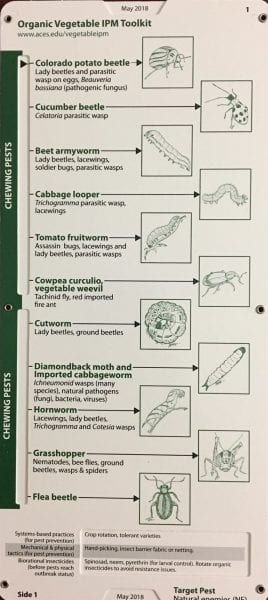 May 2018
1
Organic Vegetable IPM Toolkit
www.aces.edu/vegetableipm
CHEWING PESTS
Colorado potato beetle
Lady beetles and parasitic
wasp on eggs, Beauveria
bassiana (pathogenic fungus)
Cucumber beetle
Celatoria parasitic wasp
Beet armyworm
Lady beetles, lacewings,
soldier bugs, parasitic wasps
Cabbage looper
Trichogramma parasitic wasp,
lacewings
Tomato fruitworm
Assassin bugs, lacewings and
lady beetles, parasitic wasps
Cowpea curculio,
vegetable weevil
Tachinid fly, red imported
fire ant
CHEWING PESTS
Cutworm
Lady beetles, ground beetles
Diamondback moth and
imported cabbageworm
Ichneumonid wasps (many
species), natural pathogens
(fungi, bacteria, viruses)
Hornworm
Lacewings, lady beetles,
Trichogramma and Cotesia wasps
Grasshopper
Nematodes, bee flies, ground
beetles, wasps & spiders
Flea beetle
Systems-based practices
(for pest prevention)
Crop rotation, tolerant varieties
Mechanical & physical
tactics (for pest prevention)
Hand-picking, insect barrier fabric or netting.
Biorational insecticides
(before pests reach
outbreak status)
Spinosad, neem, pyrethrin (for larval control). Rotate organic
insecticides to avoid resistance issues.
Side 1
May 2018
Target Pest
Natural enemies (NE)